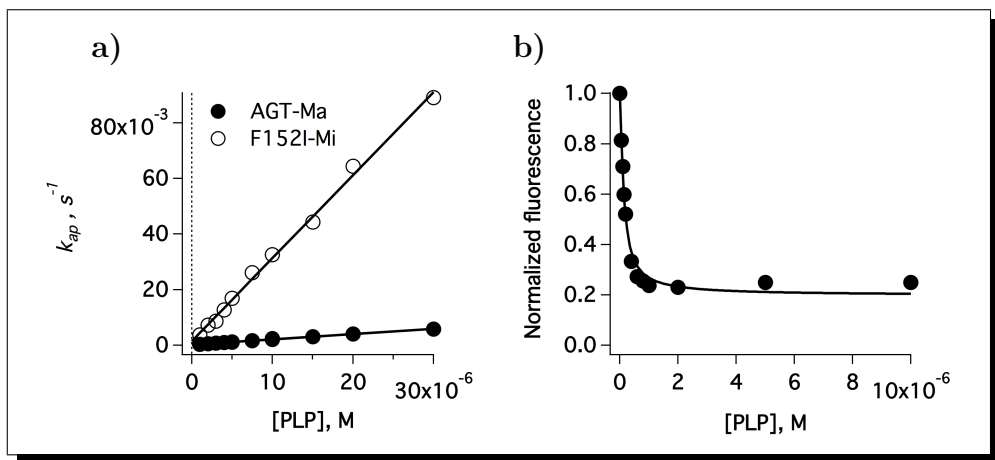 a)
AGT-Ma
F152I-Mi
80x10⁻³
60
40
20
0
k_ap , s⁻¹
0
10
20
30x10⁻⁶
[PLP], M
b)
1.0
0.8
0.6
0.4
0.2
0.0
Normalized fluorescence
0
2
4
6
8
10x10⁻⁶
[PLP], M